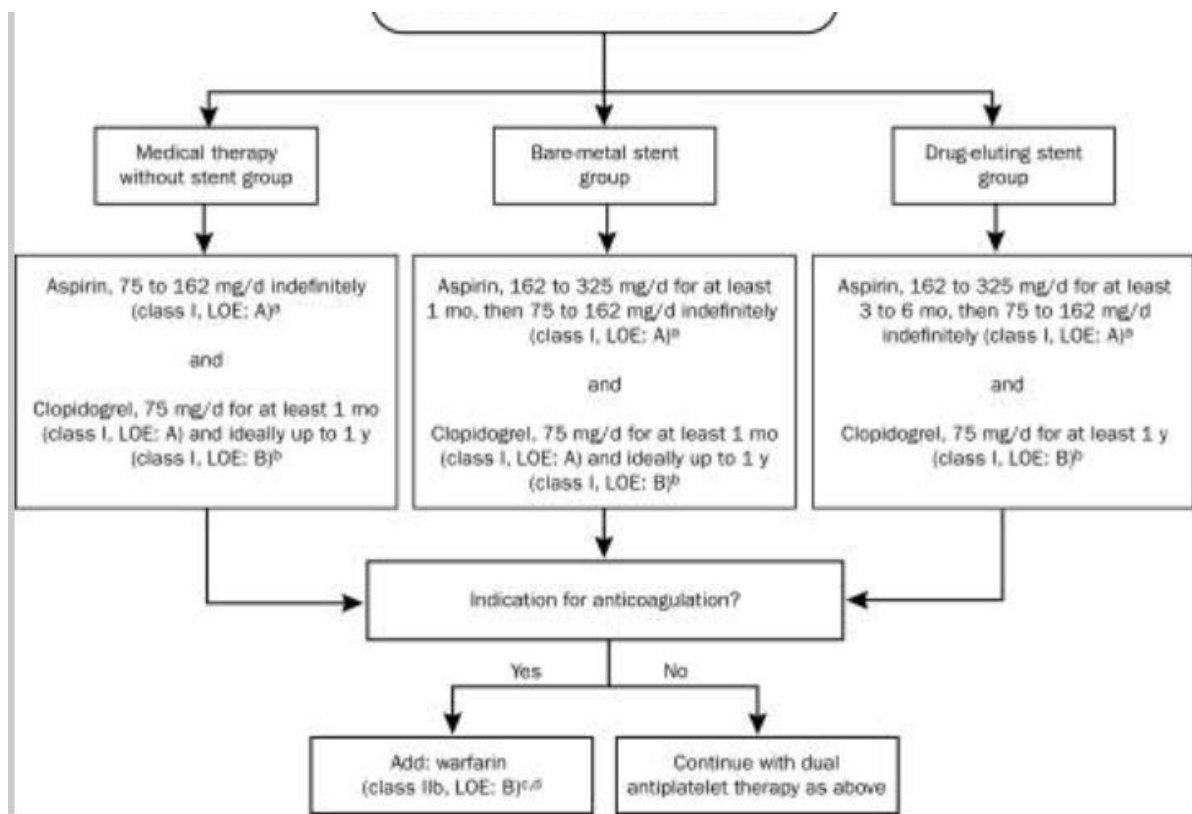 Medical therapy
without stent group
Bare-metal stent
group
Drug-eluting stent
group
Aspirin, 75 to 162 mg/d indefinitely
(class I, LOE: A)a
and
Clopidogrel, 75 mg/d for at least 1 mo
(class I, LOE: A) and ideally up to 1 y
(class I, LOE: B)b
Aspirin, 162 to 325 mg/d for at least
1 mo, then 75 to 162 mg/d indefinitely
(class I, LOE: A)a
and
Clopidogrel, 75 mg/d for at least 1 mo
(class I, LOE: A) and ideally up to 1 y
(class I, LOE: B)b
Aspirin, 162 to 325 mg/d for at least
3 to 6 mo, then 75 to 162 mg/d
indefinitely (class I, LOE: A)a
and
Clopidogrel, 75 mg/d for at least 1 y
(class I, LOE: B)b
Indication for anticoagulation?
Yes
No
Add: warfarin
(class IIb, LOE: B)c,d
Continue with dual
antiplatelet therapy as above